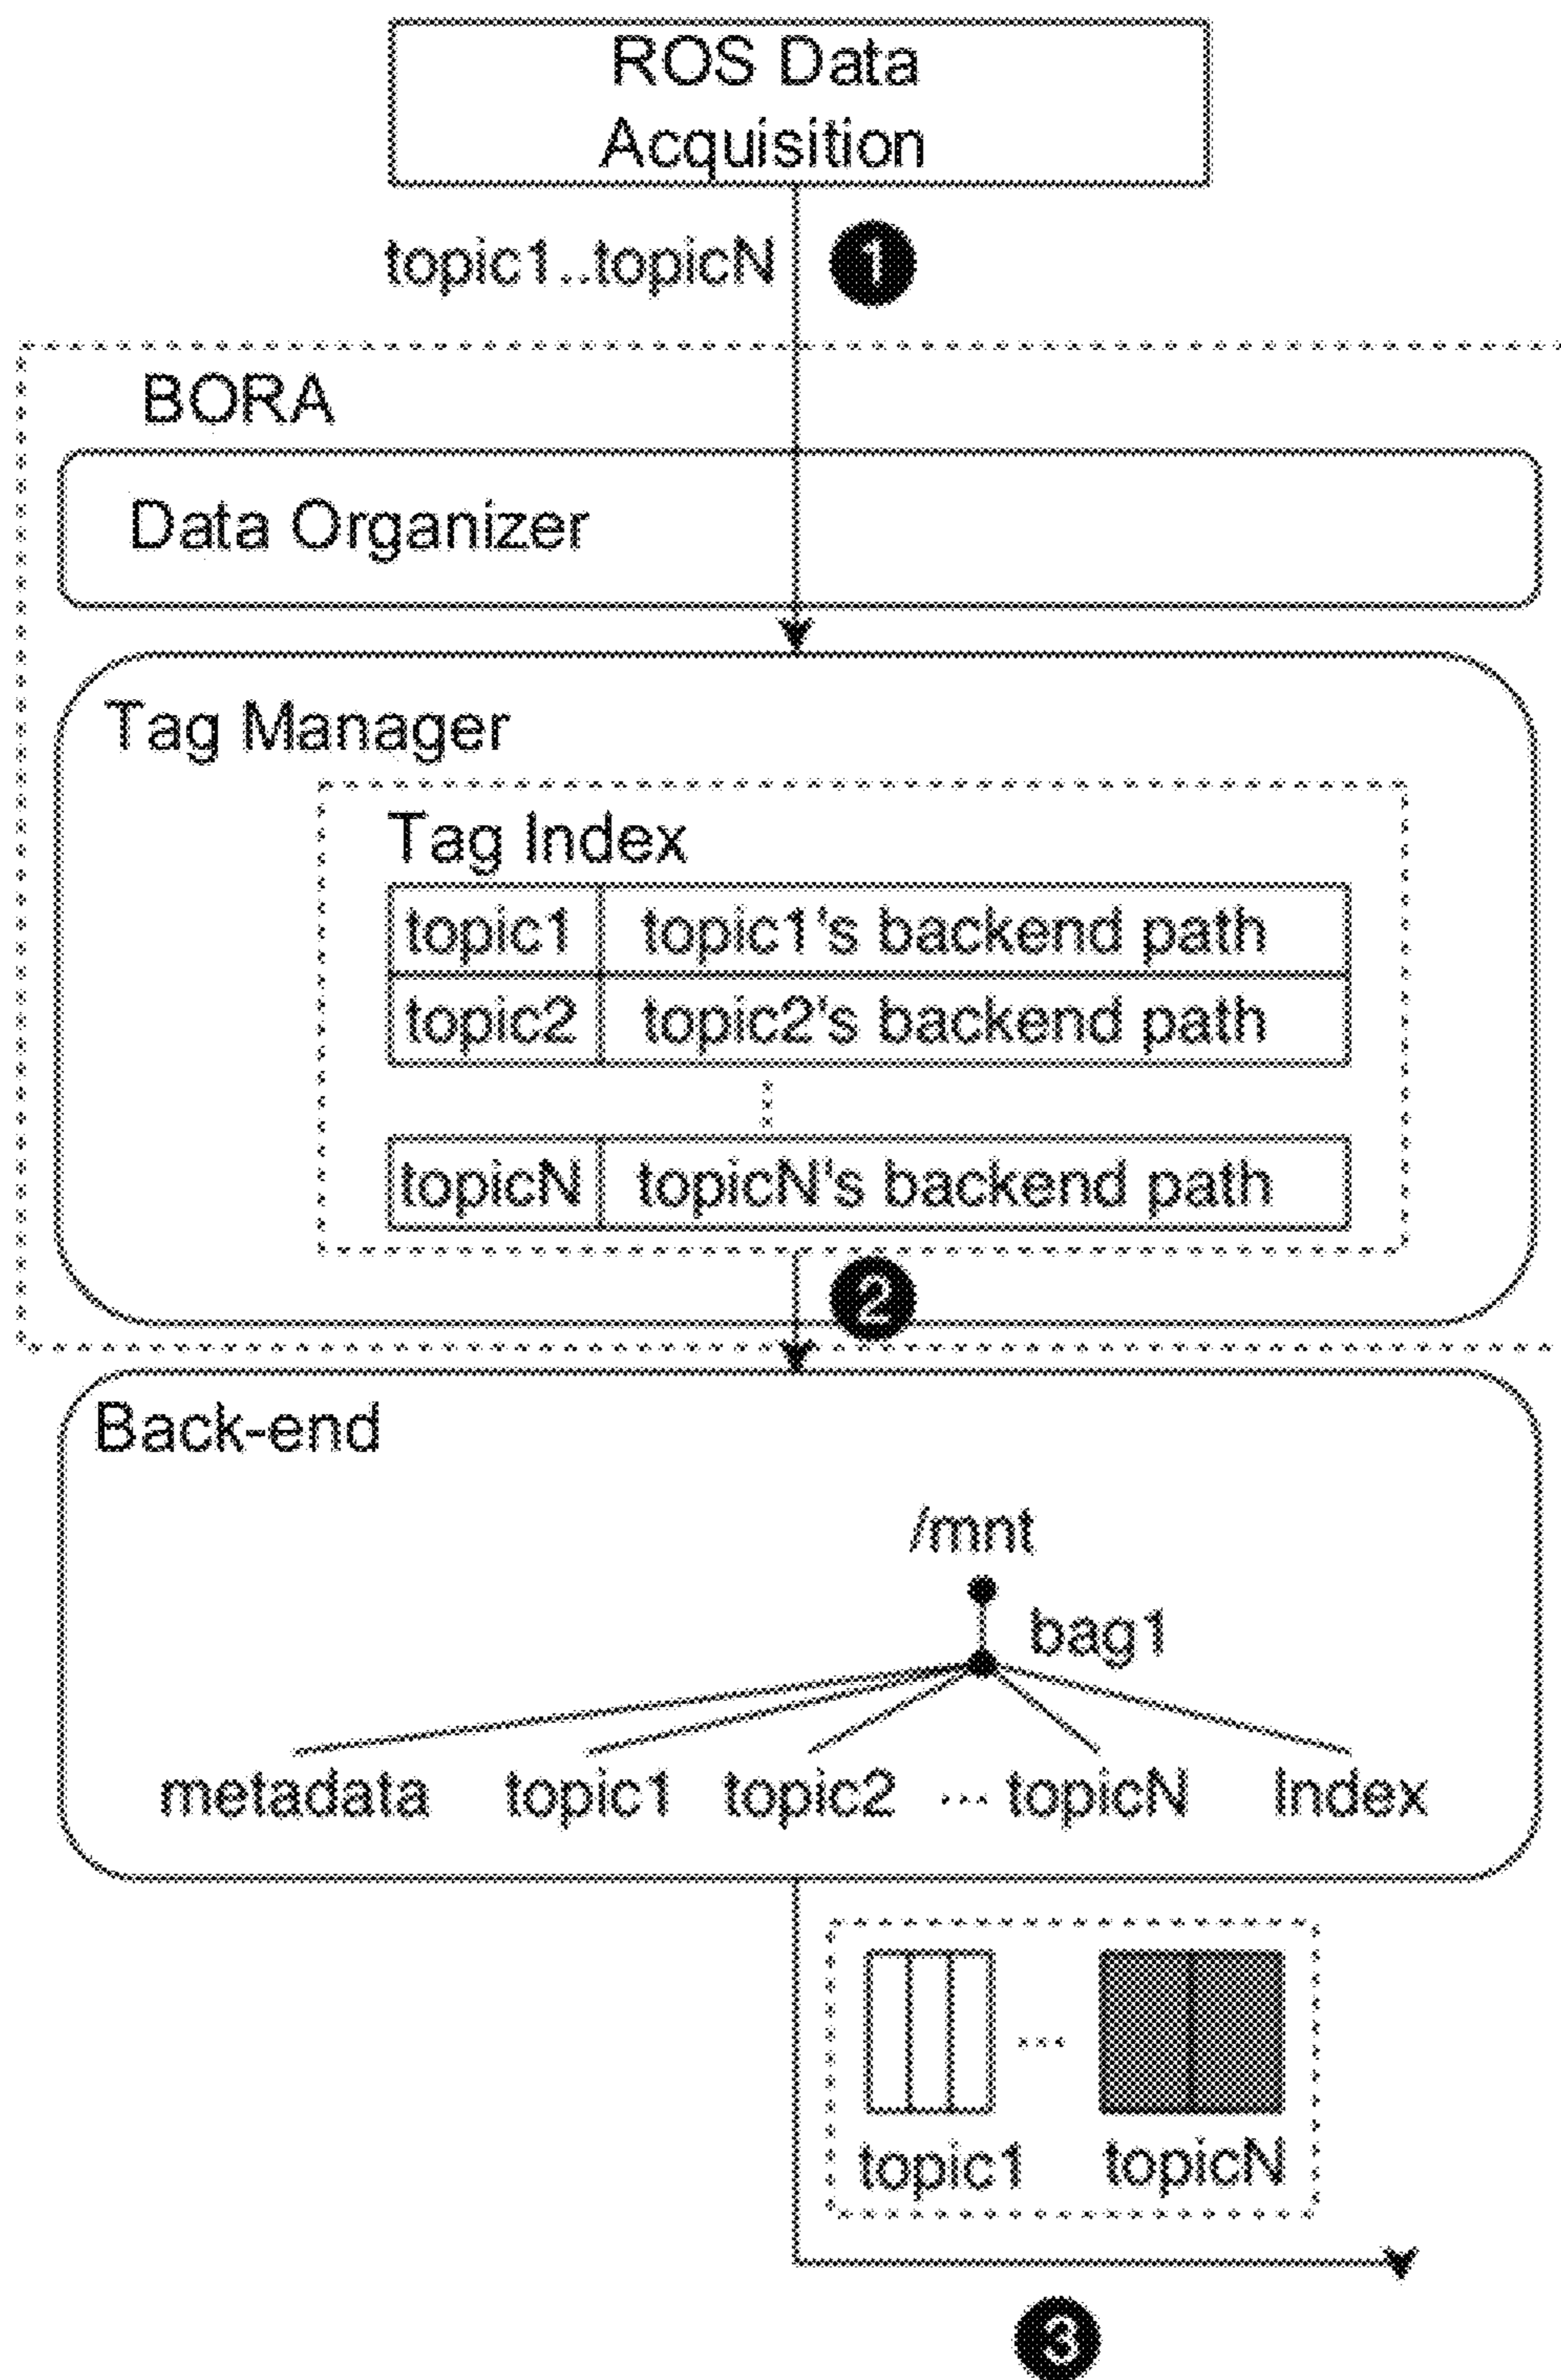 ROS Data
Acquisition
topic1..topicN
1
BORA
Data Organizer
Tag Manager
Tag Index
topic1 topic1's backend path
topic2 topic2's backend path
topicN topicN's backend path
2
Back-end
/mnt
bag1
metadata topic1 topic2 ... topicN Index
...
topic1 topicN
3